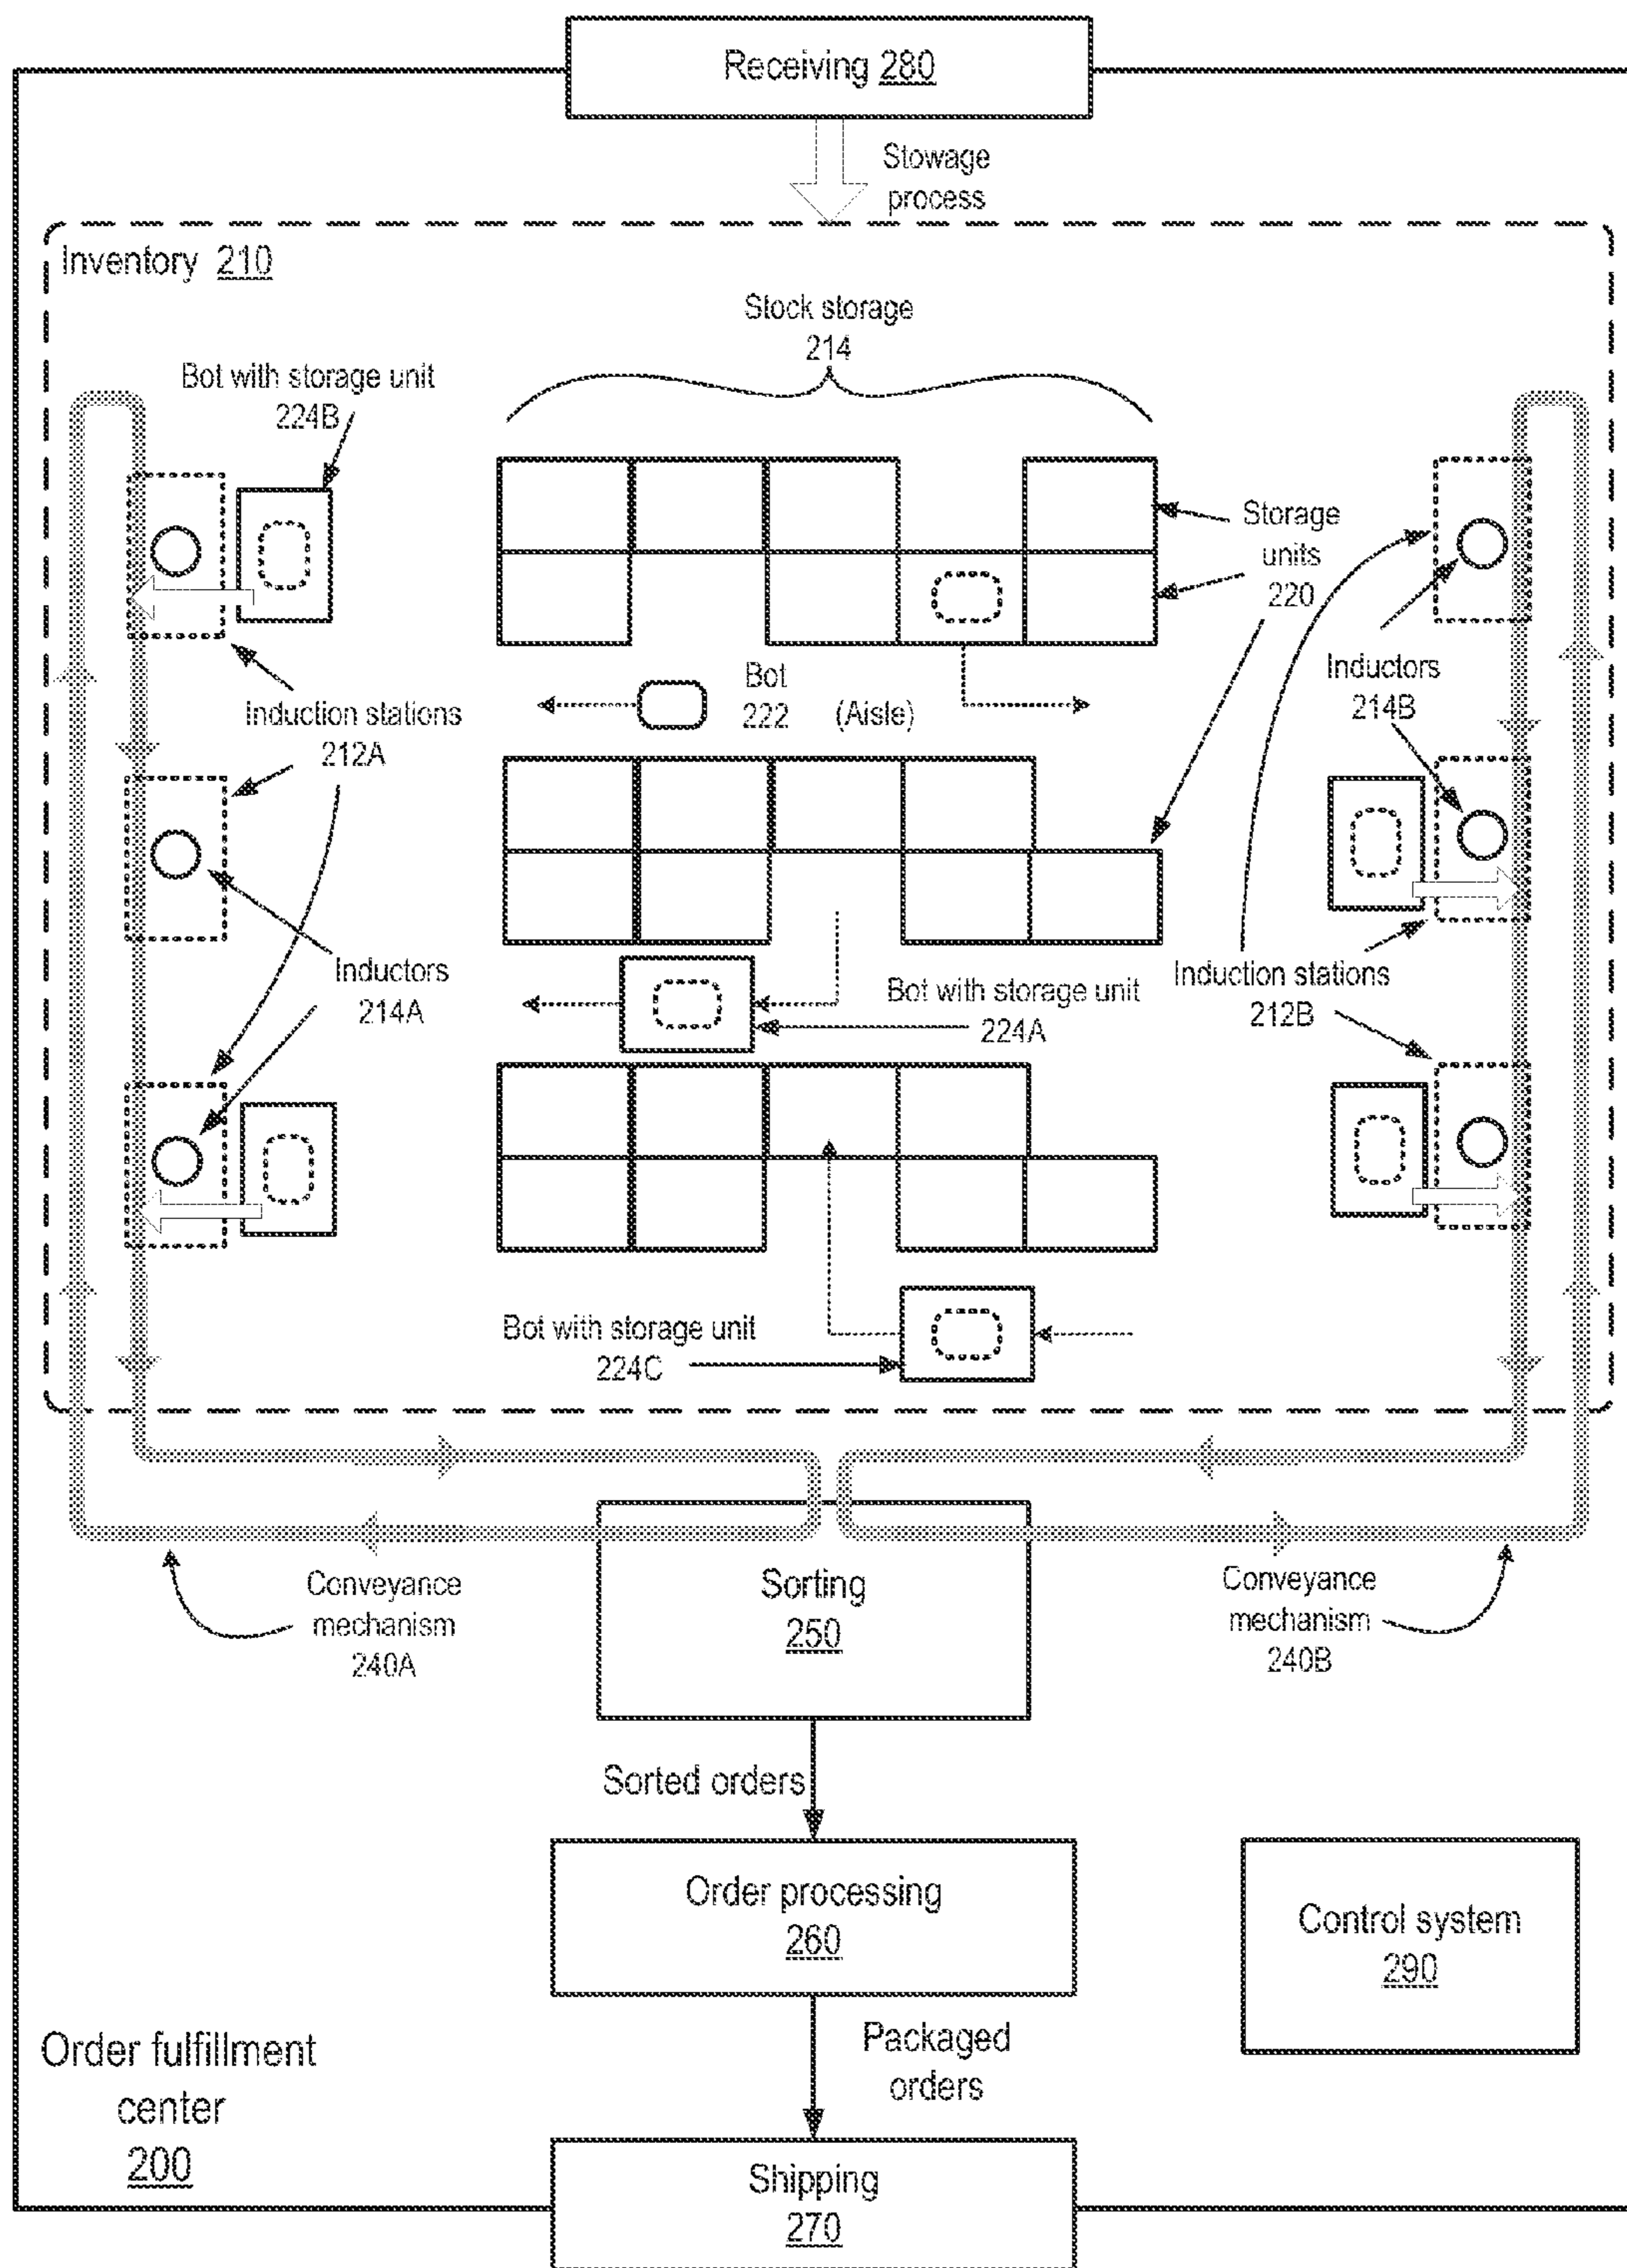 Receiving 280
Stowage
process
Inventory 210
Stock storage
214
Bot with storage unit
224B
Storage
units
220
Induction stations
212A
Bot
222
(Aisle)
Inductors
214B
Inductors
214A
Bot with storage unit
224A
Induction stations
212B
Bot with storage unit
224C
Conveyance
mechanism
240A
Sorting
250
Conveyance
mechanism
240B
Sorted orders
Order processing
260
Control system
290
Packaged
orders
Order fulfillment
center
200
Shipping
270